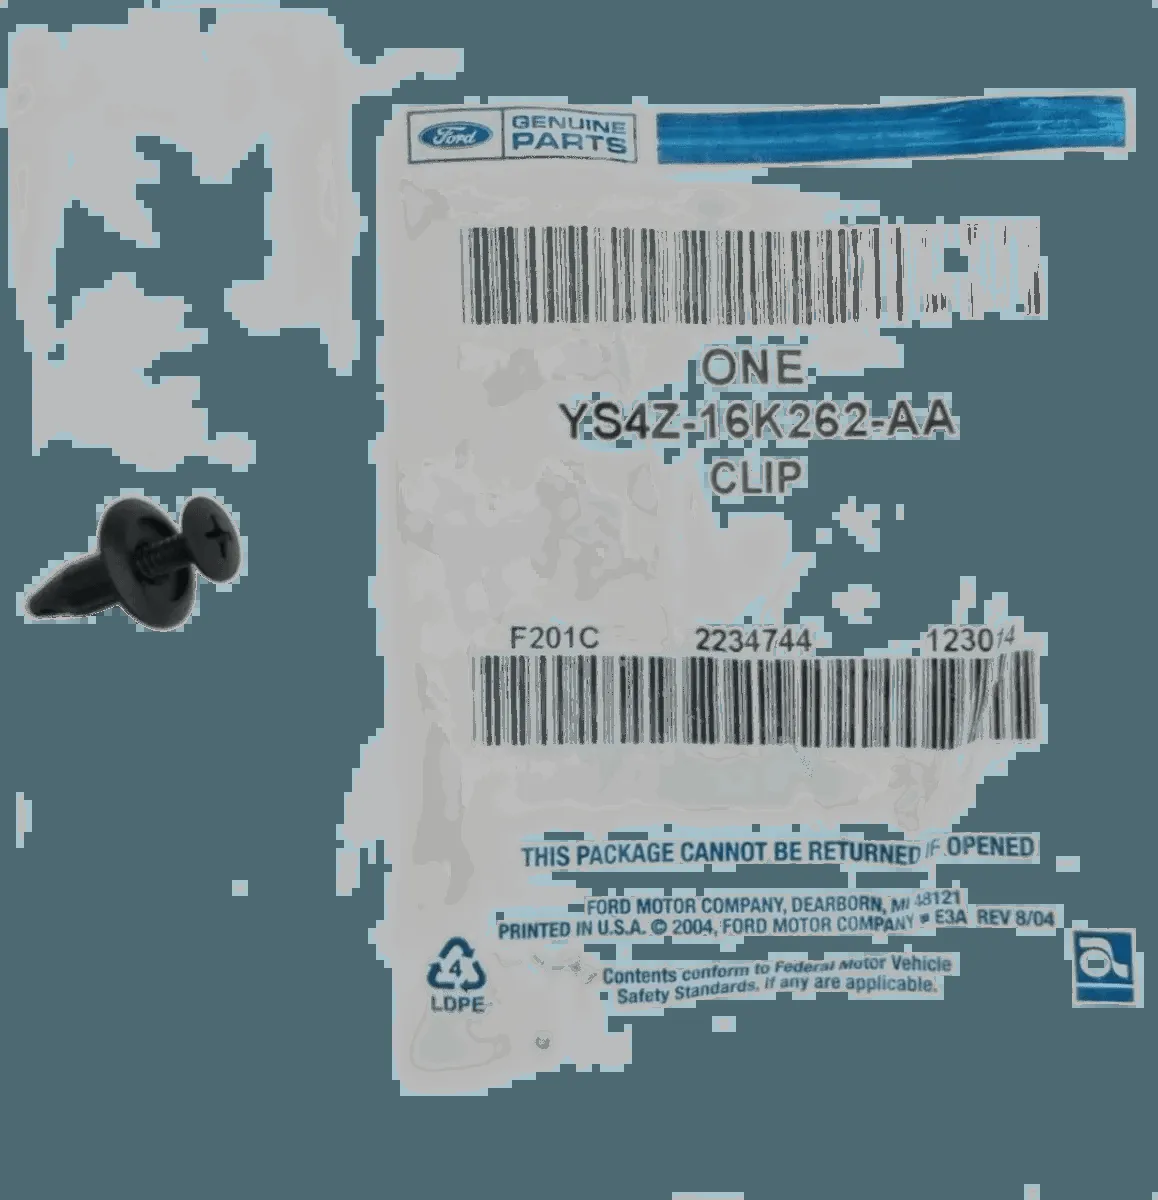 Ford
GENUINE
PARTS
ONE
YS4Z-16K262-AA
CLIP
F201C 2234744 123014
THIS PACKAGE CANNOT BE RETURNED IF OPENED
FORD MOTOR COMPANY, DEARBORN, MI 48121
PRINTED IN U.S.A. © 2004, FORD MOTOR COMPANY E3A REV 8/04
4
LDPE
Contents conform to Federal Motor Vehicle
Safety Standards, if any are applicable.